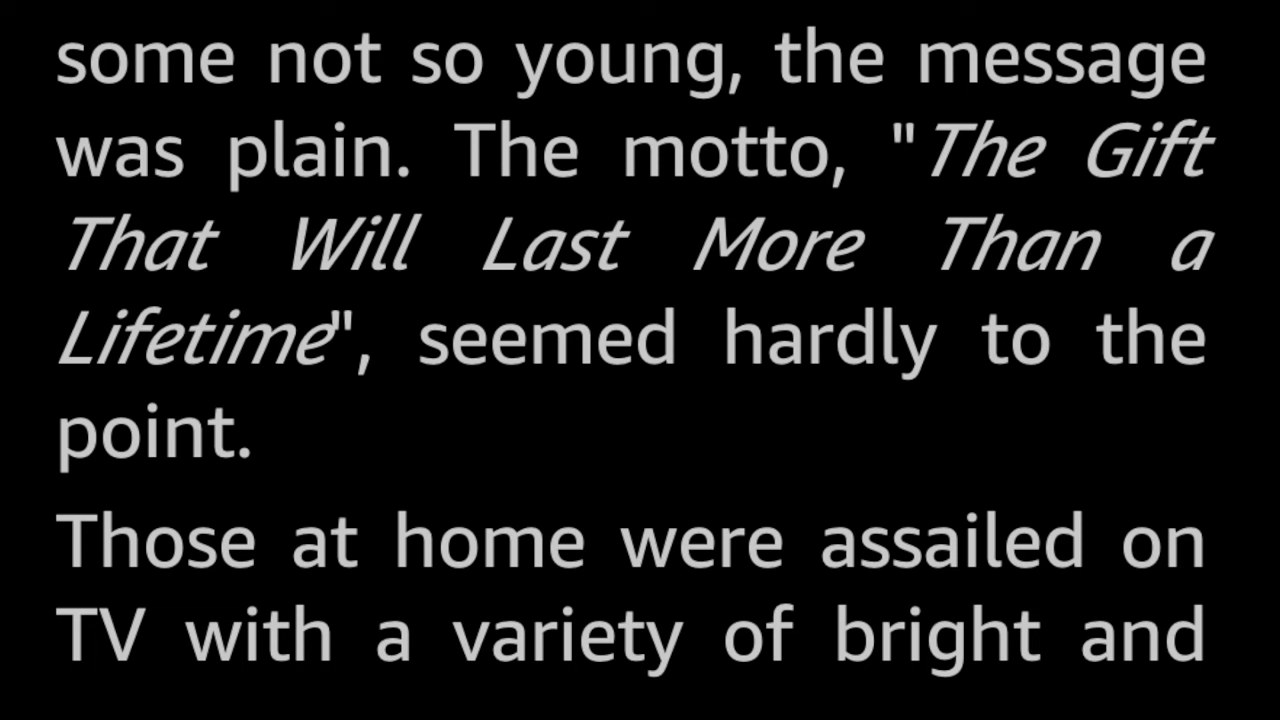 some not so young, the message
was plain. The motto, "The Gift
That Will Last More Than a
Lifetime", seemed hardly to the
point.
Those at home were assailed on
TV with a variety of bright and